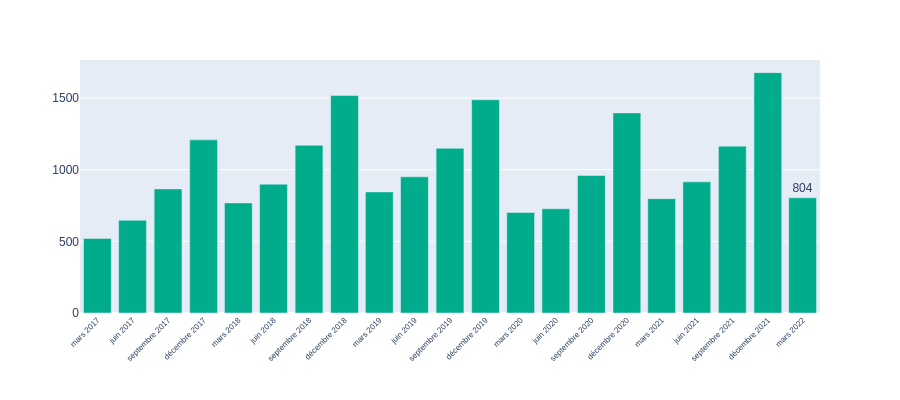 1500
1000
500
0
804
mars 2017
juin 2017
septembre 2017
décembre 2017
mars 2018
juin 2018
septembre 2018
décembre 2018
mars 2019
juin 2019
septembre 2019
décembre 2019
mars 2020
juin 2020
septembre 2020
décembre 2020
mars 2021
juin 2021
septembre 2021
décembre 2021
mars 2022